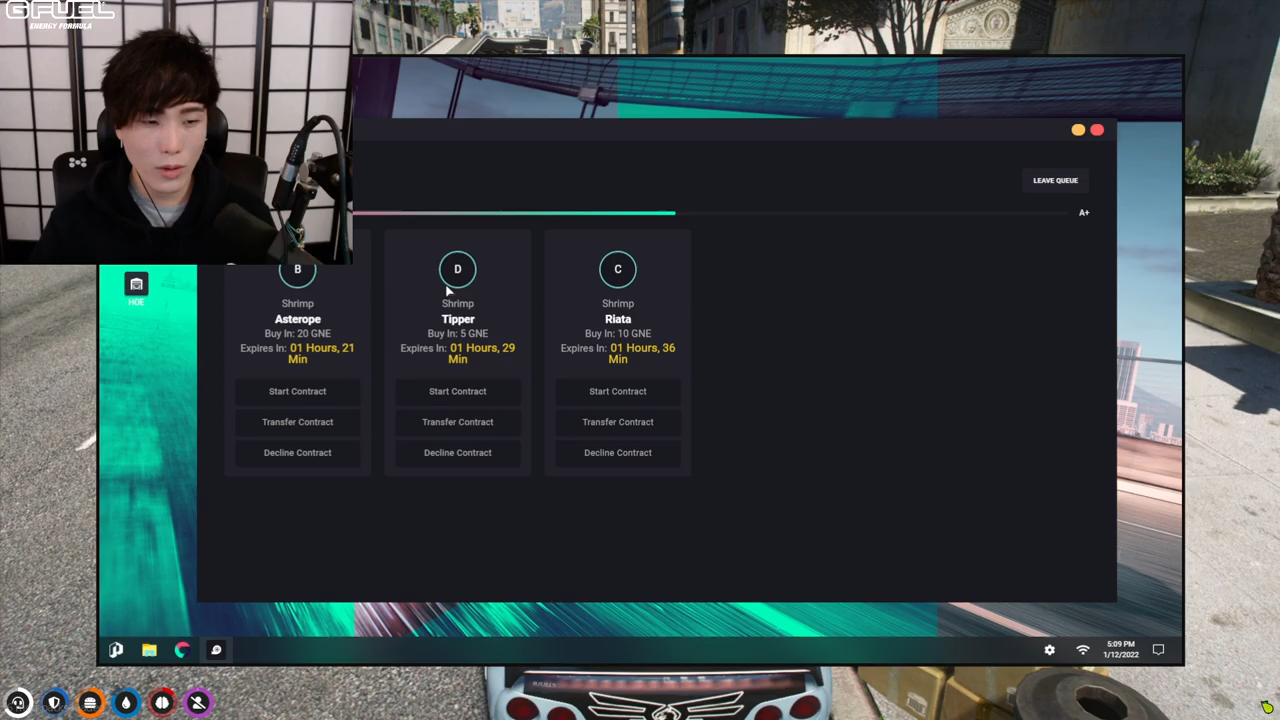 G FUEL
ENERGY FORMULA
LEAVE QUEUE
A+
B
Shrimp
Asterope
Buy In: 20 GNE
Expires In: 01 Hours, 21
Min
Start Contract
Transfer Contract
Decline Contract
D
Shrimp
Tipper
Buy In: 5 GNE
Expires In: 01 Hours, 29
Min
Start Contract
Transfer Contract
Decline Contract
C
Shrimp
Riata
Buy In: 10 GNE
Expires In: 01 Hours, 36
Min
Start Contract
Transfer Contract
Decline Contract
HOE
5:09 PM
1/12/2022